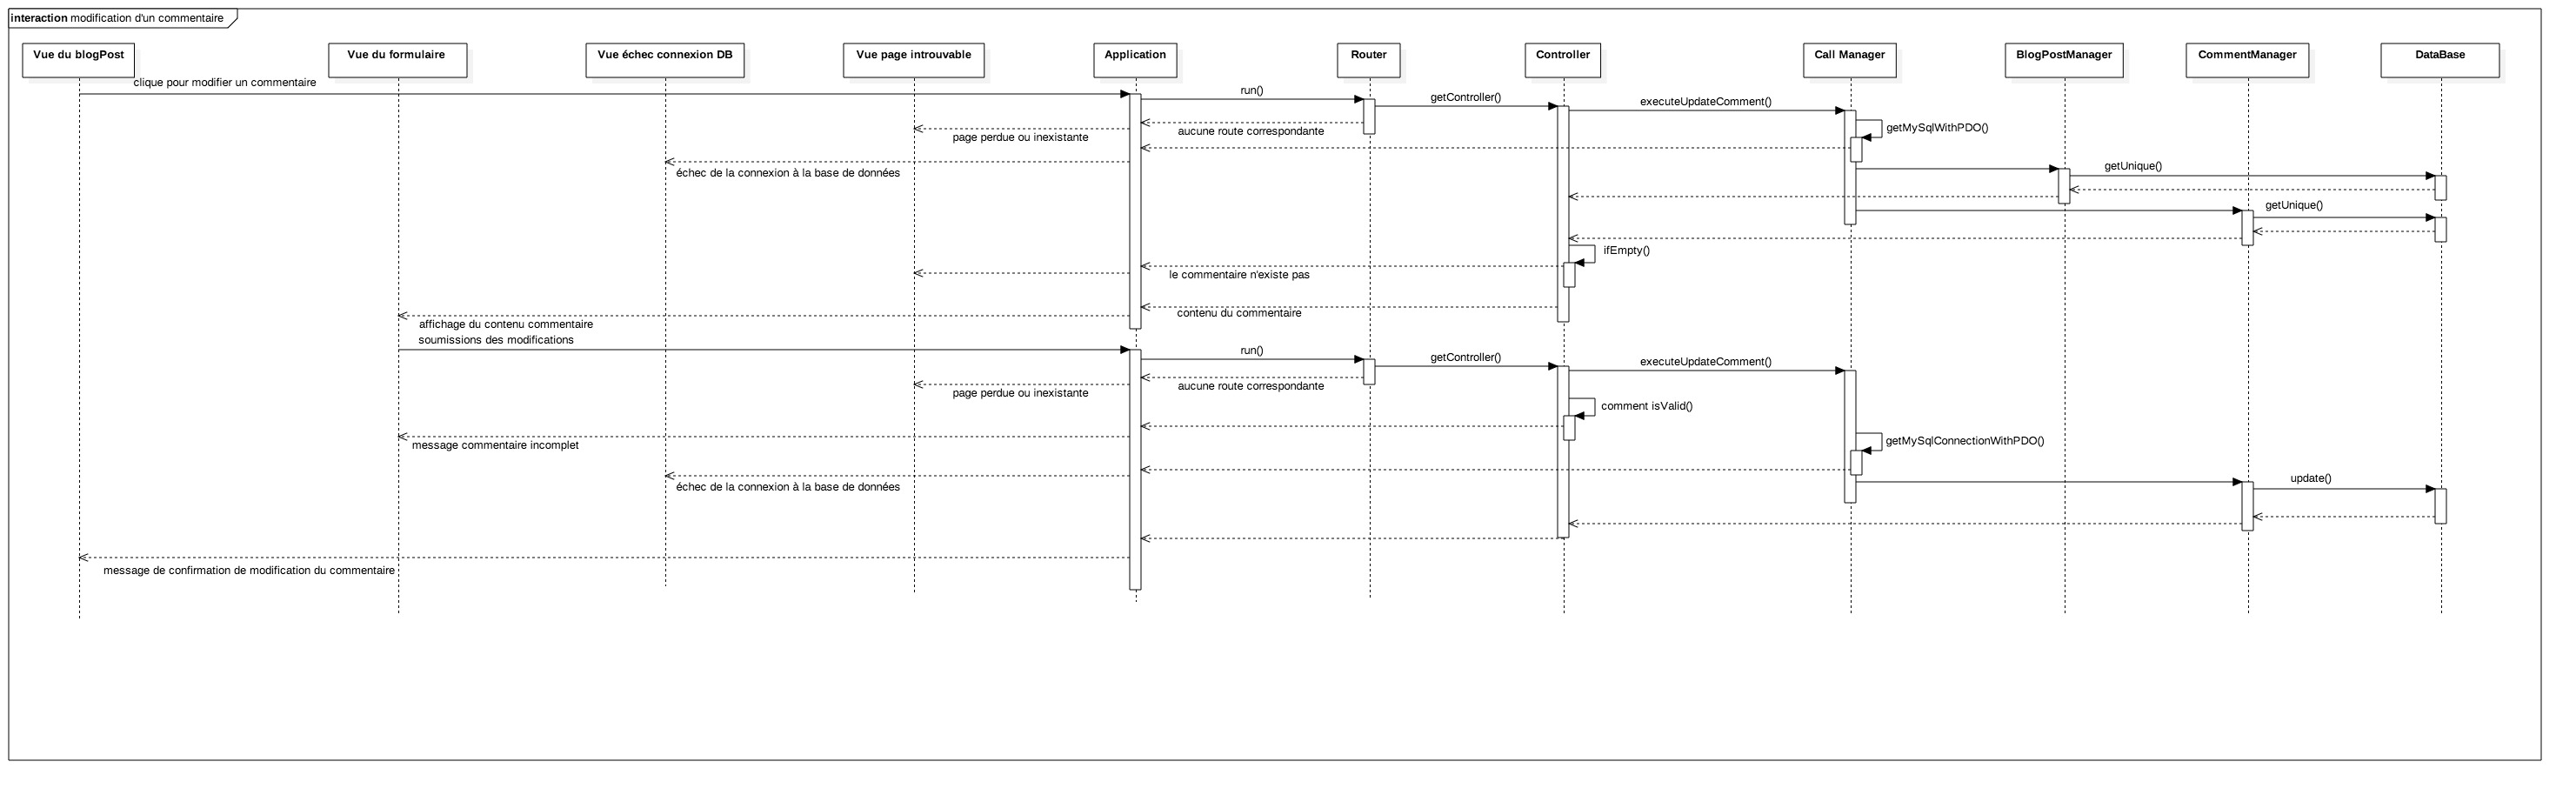 interaction modification d'un commentaire
Vue du blogPost
Vue du formulaire
Vue échec connexion DB
Vue page introuvable
Application
Router
Controller
Call Manager
BlogPostManager
CommentManager
DataBase
clique pour modifier un commentaire
run()
getController()
executeUpdateComment()
aucune route correspondante
page perdue ou inexistante
getMySqlWithPDO()
échec de la connexion à la base de données
getUnique()
getUnique()
ifEmpty()
le commentaire n'existe pas
contenu du commentaire
affichage du contenu commentaire
soumissions des modifications
run()
getController()
executeUpdateComment()
aucune route correspondante
page perdue ou inexistante
comment isValid()
message commentaire incomplet
getMySqlConnectionWithPDO()
échec de la connexion à la base de données
update()
message de confirmation de modification du commentaire